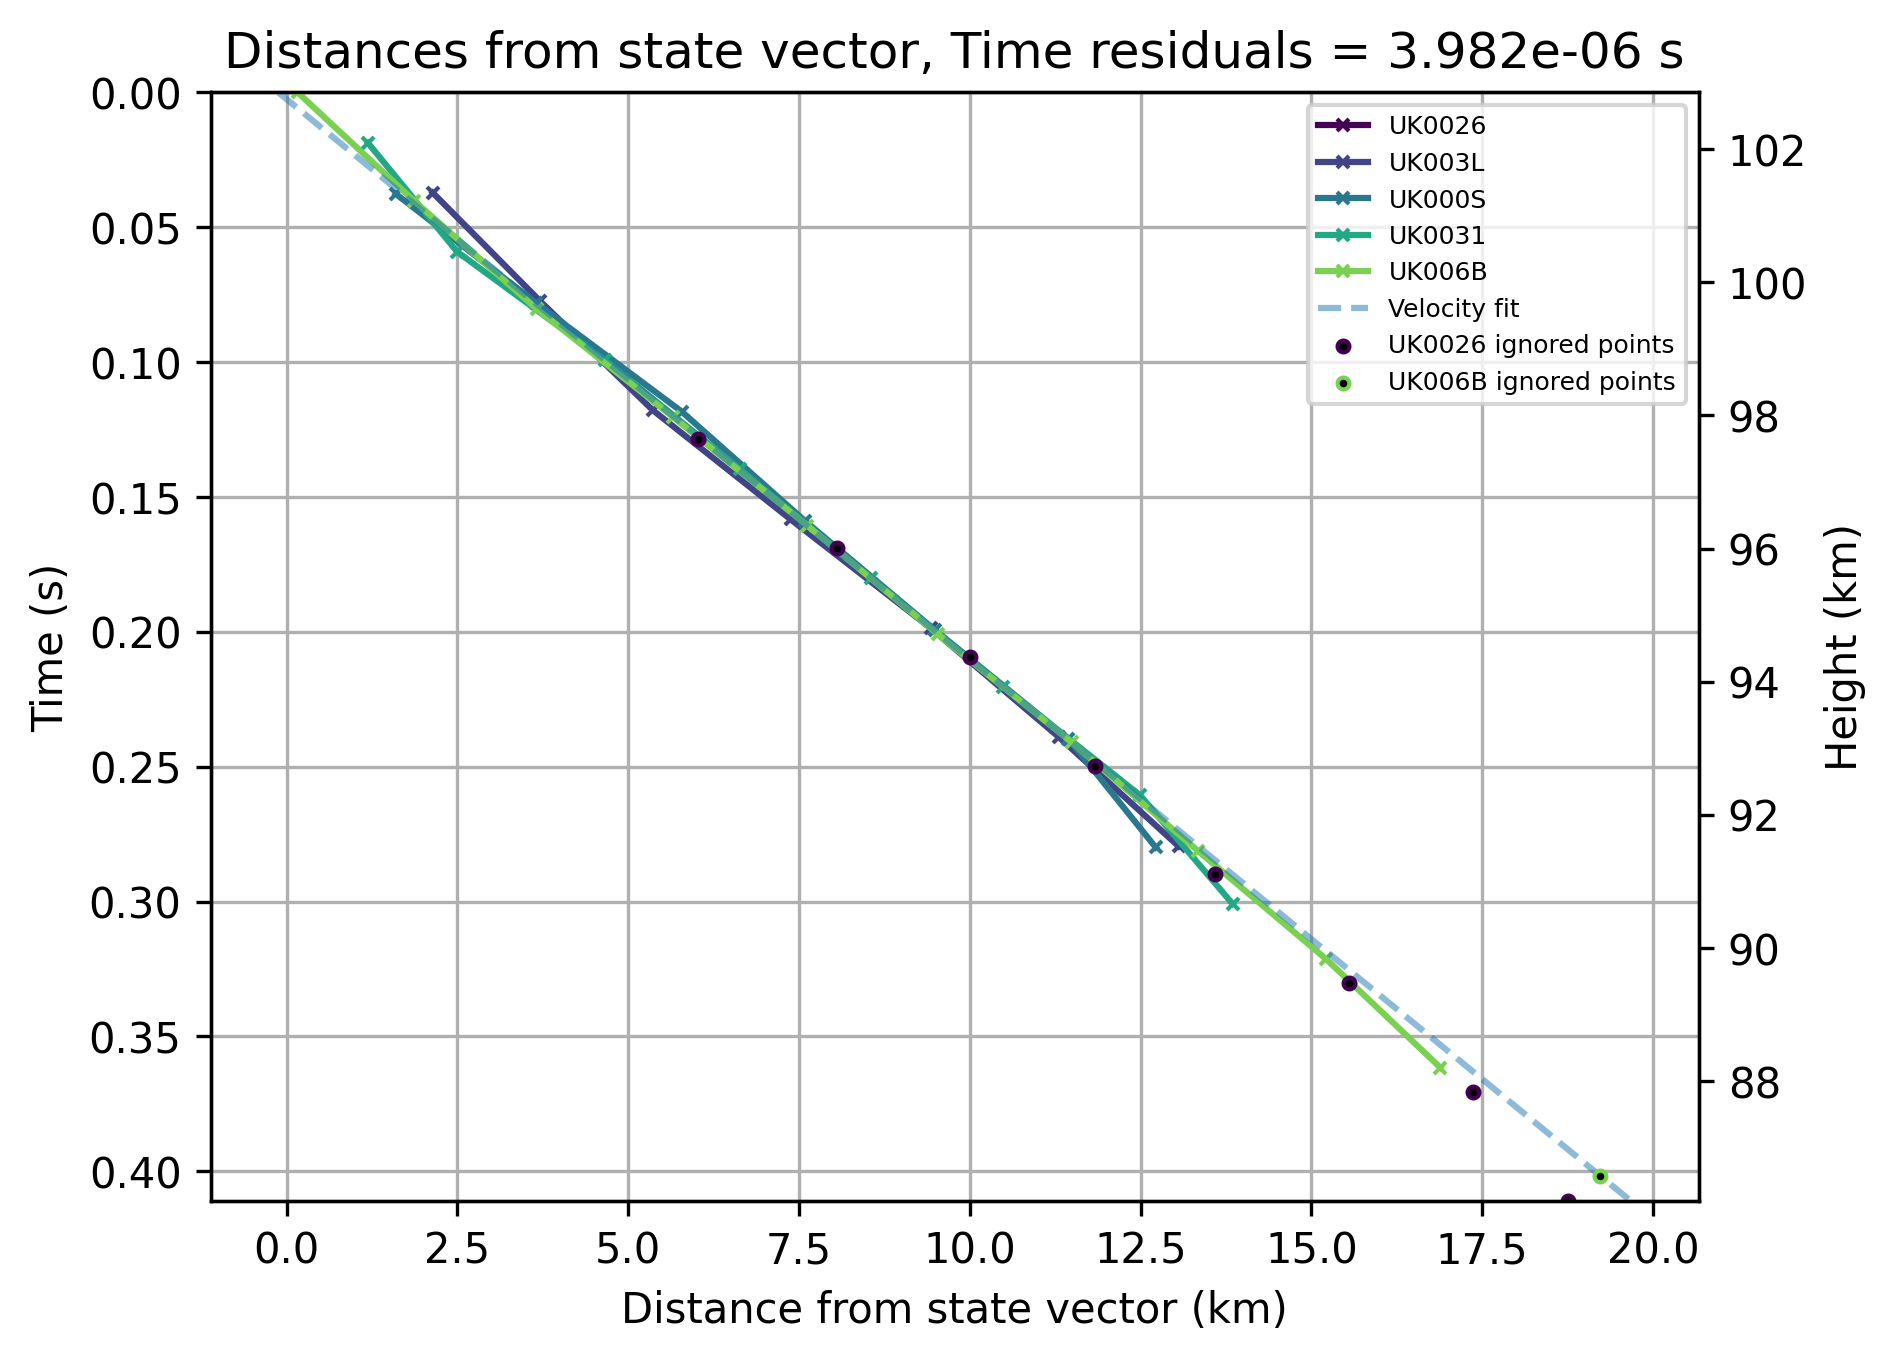 Distances from state vector, Time residuals = 3.982e-06 s
0.00
0.05
0.10
0.15
0.20
0.25
0.30
0.35
0.40
Time (s)
UK0026
UK003L
UK000S
UK0031
UK006B
Velocity fit
UK0026 ignored points
UK006B ignored points
102
100
98
96
94
92
90
88
Height (km)
0.0 2.5 5.0 7.5 10.0 12.5 15.0 17.5 20.0
Distance from state vector (km)